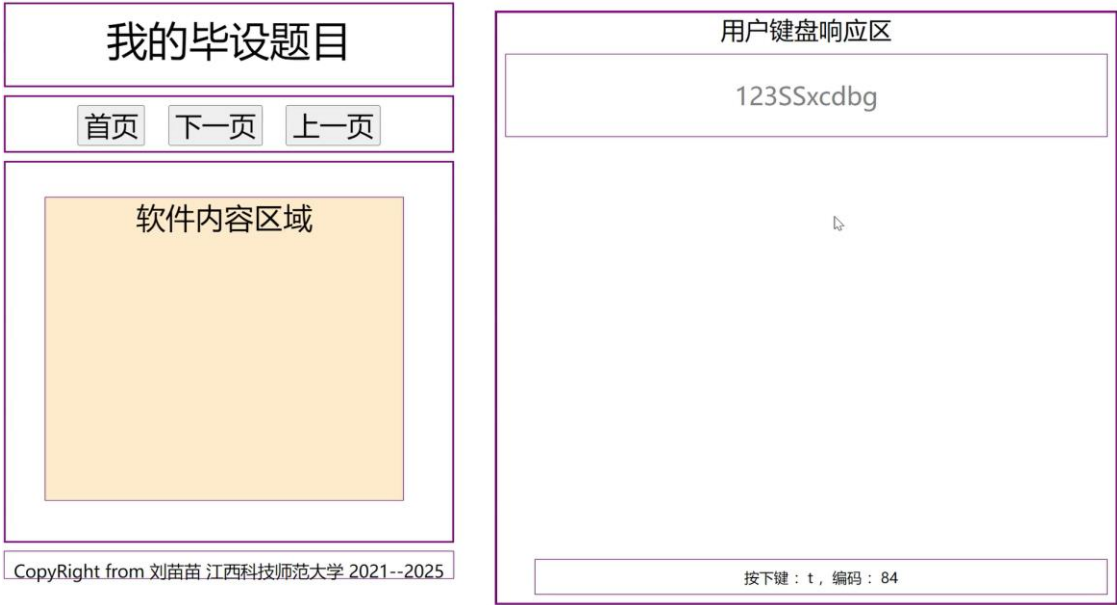 我的毕设题目
首页 下一页 上一页
软件内容区域
CopyRight from 刘苗苗 江西科技师范大学 2021--2025
用户键盘响应区
123SSxcdbg
按下键 : t , 编码 : 84